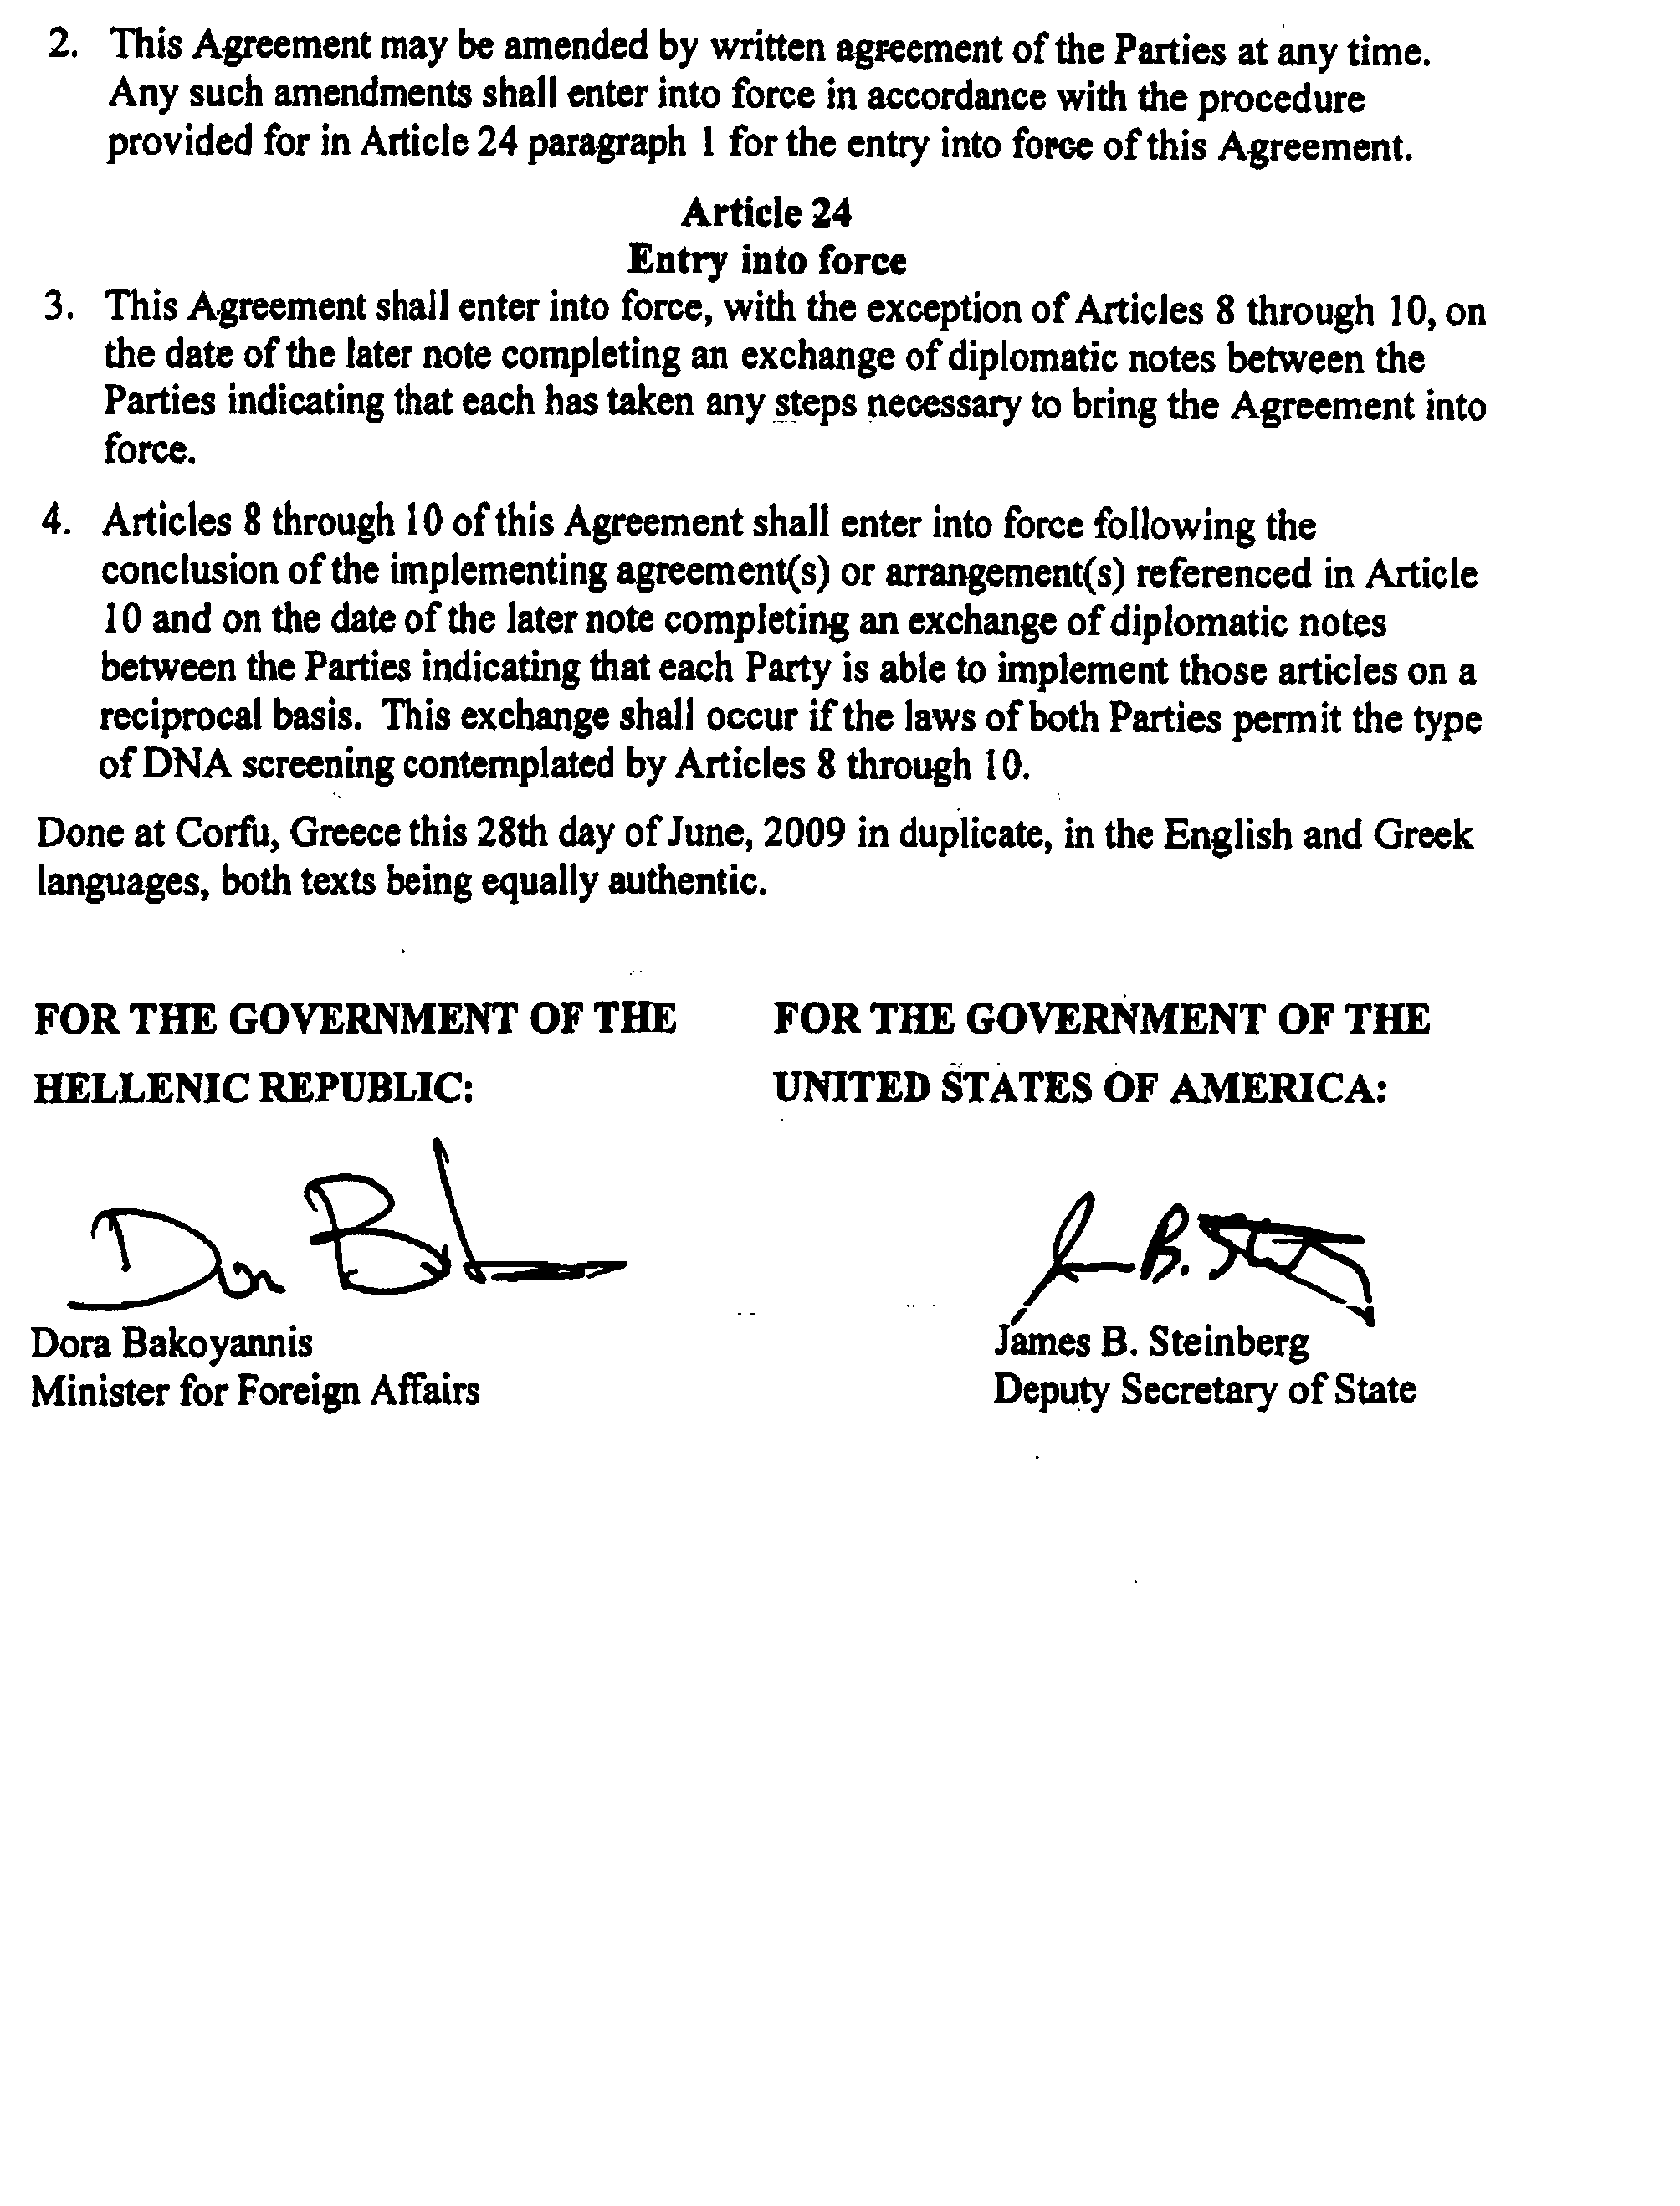 2. This Agreement may be amended by written agreement of the Parties at any time.
Any such amendments shall enter into force in accordance with the procedure
provided for in Article 24 paragraph 1 for the entry into force of this Agreement.
Article 24
Entry into force
3. This Agreement shall enter into force, with the exception of Articles 8 through 10, on
the date of the later note completing an exchange of diplomatic notes between the
Parties indicating that each has taken any steps necessary to bring the Agreement into
force.
4. Articles 8 through 10 of this Agreement shall enter into force following the
conclusion of the implementing agreement(s) or arrangement(s) referenced in Article
10 and on the date of the later note completing an exchange of diplomatic notes
between the Parties indicating that each Party is able to implement those articles on a
reciprocal basis. This exchange shall occur if the laws of both Parties permit the type
of DNA screening contemplated by Articles 8 through 10.
Done at Corfu, Greece this 28th day of June, 2009 in duplicate, in the English and Greek
languages, both texts being equally authentic.
FOR THE GOVERNMENT OF THE
HELLENIC REPUBLIC:
FOR THE GOVERNMENT OF THE
UNITED STATES OF AMERICA:
Dora Bakoyannis
Minister for Foreign Affairs
James B. Steinberg
Deputy Secretary of State